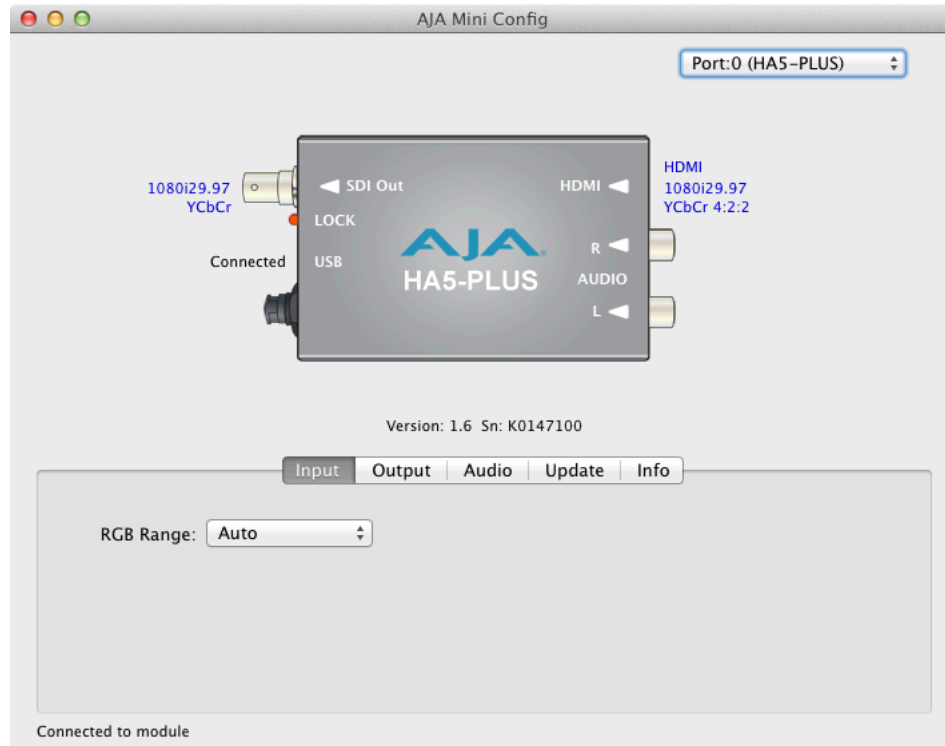 AJA Mini Config
Port:0 (HA5-PLUS)
1080i29.97
YCbCr
SDI Out
HDMI
HDMI
1080i29.97
YCbCr 4:2:2
LOCK
Connected
USB
AJA
HA5-PLUS
R
AUDIO
L
Version: 1.6 Sn: K0147100
Input Output Audio Update Info
RGB Range: Auto
Connected to module